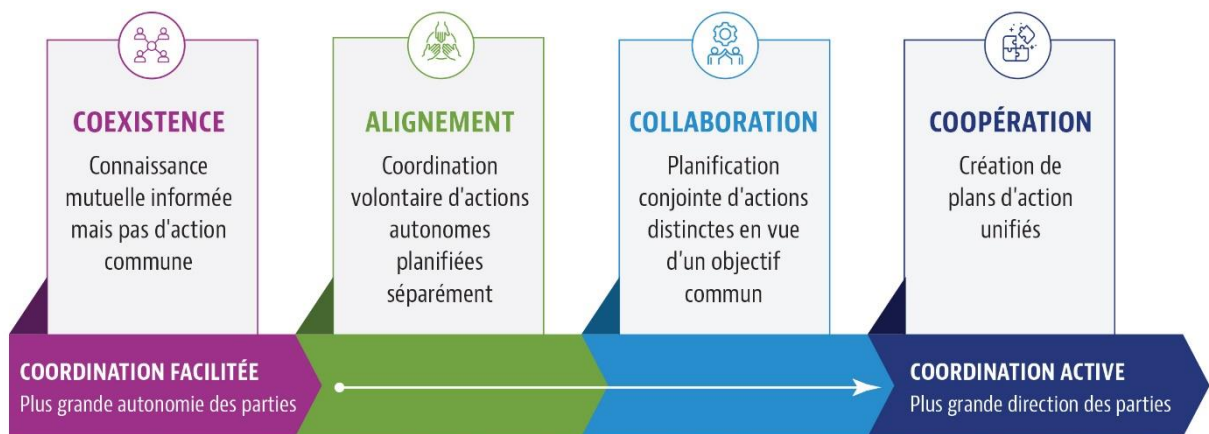 COEXISTENCE
Connaissance
mutuelle informée
mais pas d'action
commune
ALIGNEMENT
Coordination
volontaire d'actions
autonomes
planifiées
séparément
COLLABORATION
Planification
conjointe d'actions
distinctes en vue
d'un objectif
commun
COOPÉRATION
Création de
plans d'action
unifiés
COORDINATION FACILITÉE
Plus grande autonomie des parties
COORDINATION ACTIVE
Plus grande direction des parties